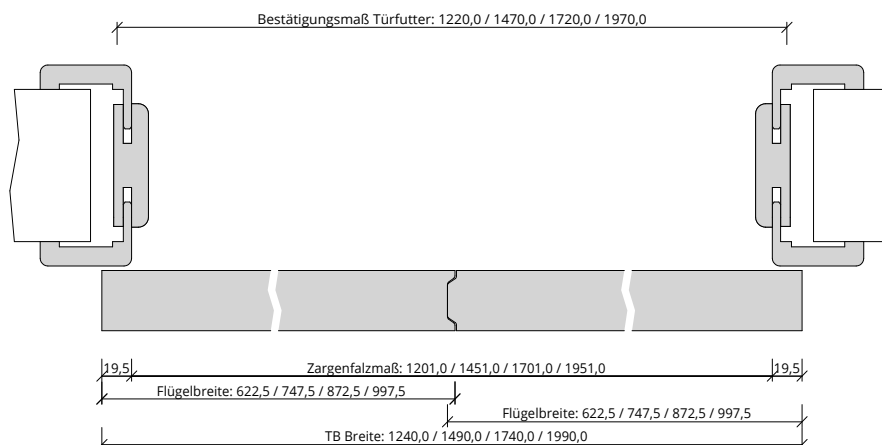 Bestätigungsmaß Türfutter: 1220,0 / 1470,0 / 1720,0 / 1970,0
19,5 Zargenfalzmaß: 1201,0 / 1451,0 / 1701,0 / 1951,0 19,5
Flügelbreite: 622,5 / 747,5 / 872,5 / 997,5
Flügelbreite: 622,5 / 747,5 / 872,5 / 997,5
TB Breite: 1240,0 / 1490,0 / 1740,0 / 1990,0